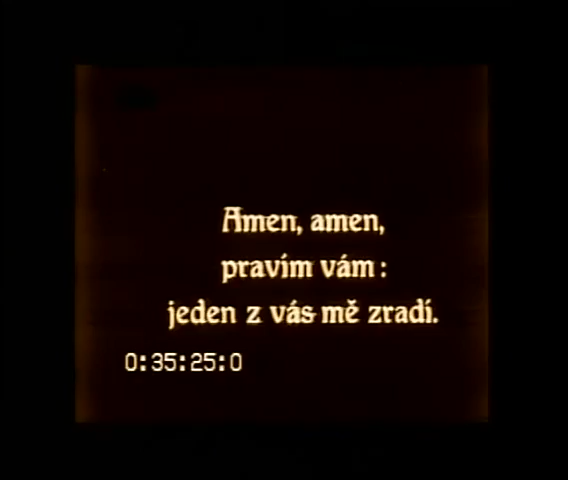 Amen, amen,
pravím vám:
jeden z vás mě zradí.
0:35:25:0